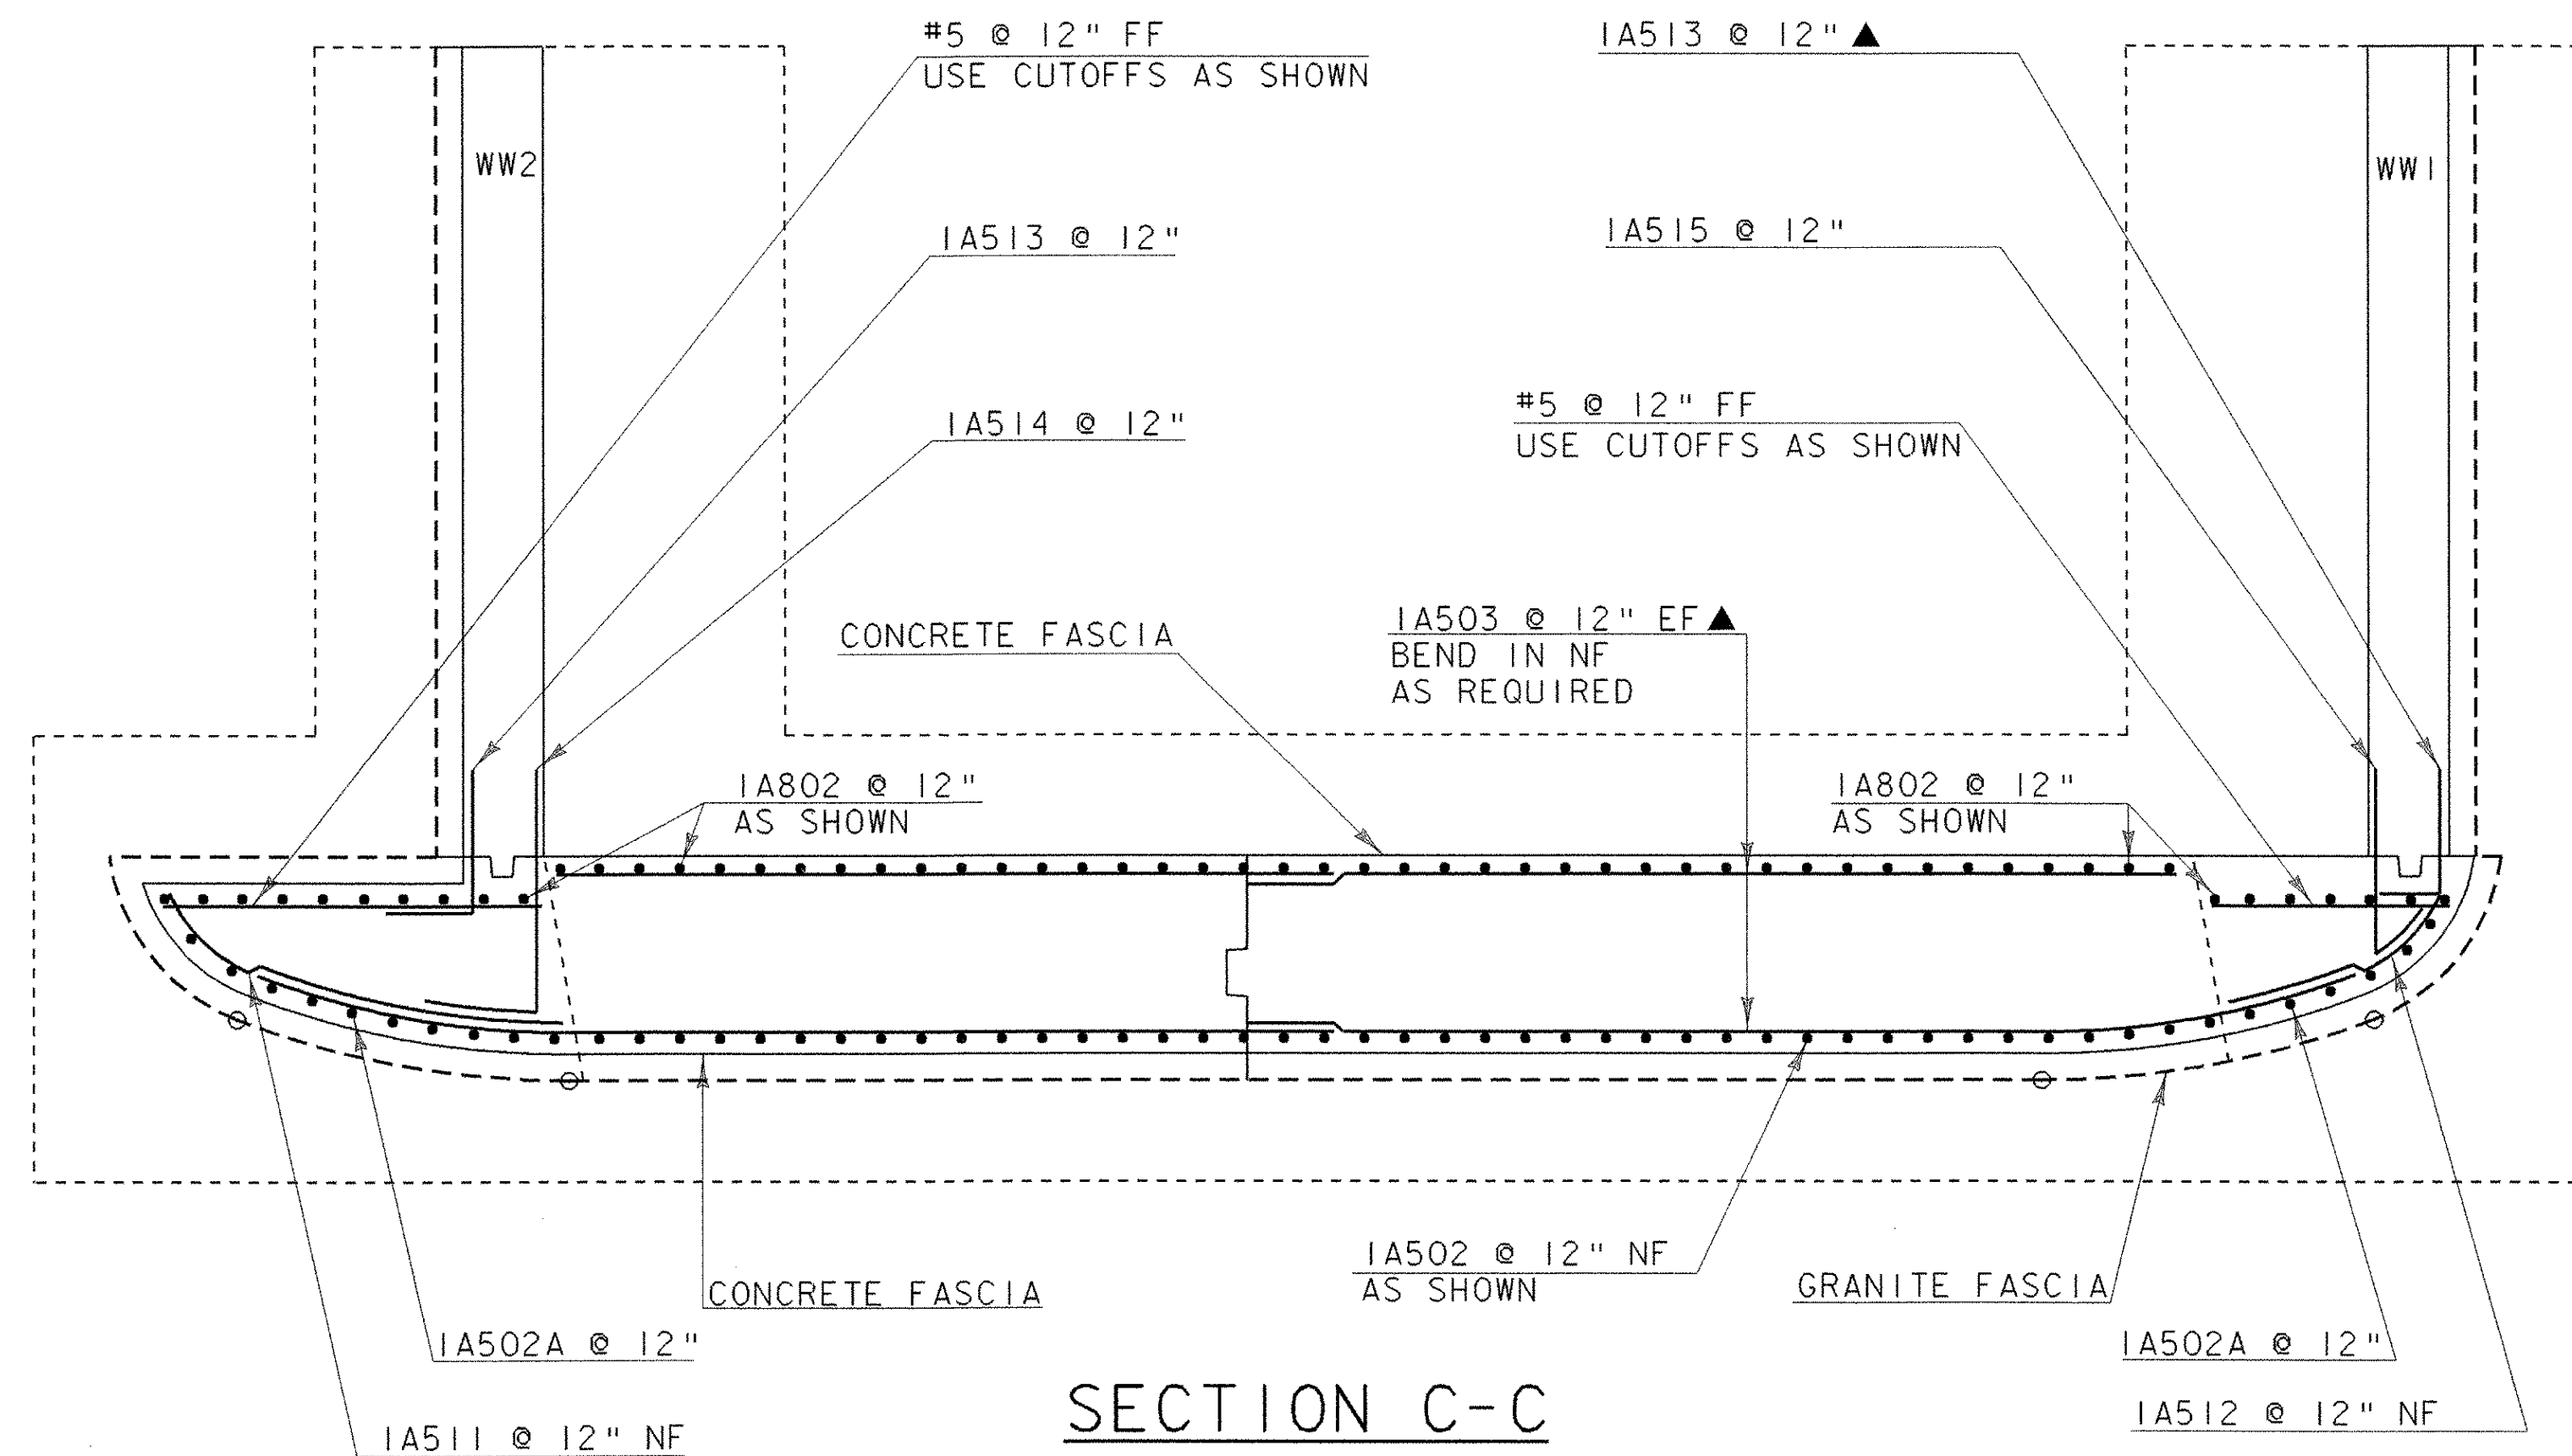 #5 @ 12" FF
USE CUTOFFS AS SHOWN
1A513 @ 12" ▲
WW2
WW1
1A513 @ 12"
1A515 @ 12"
1A514 @ 12"
#5 @ 12" FF
USE CUTOFFS AS SHOWN
CONCRETE FASCIA
1A503 @ 12" EF ▲
BEND IN NF
AS REQUIRED
1A802 @ 12"
AS SHOWN
1A802 @ 12"
AS SHOWN
1A502 @ 12" NF
AS SHOWN
CONCRETE FASCIA
GRANITE FASCIA
1A502A @ 12"
1A502A @ 12"
SECTION C-C
1A511 @ 12" NF
1A512 @ 12" NF